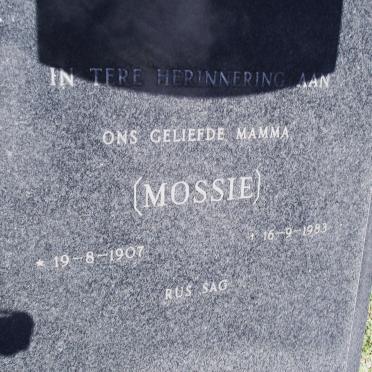 IN TERE HERINNERING AAN
ONS GELIEFDE MAMMA
(MOSSIE)
* 19-8-1907 † 16-9-1983
RUS SAG